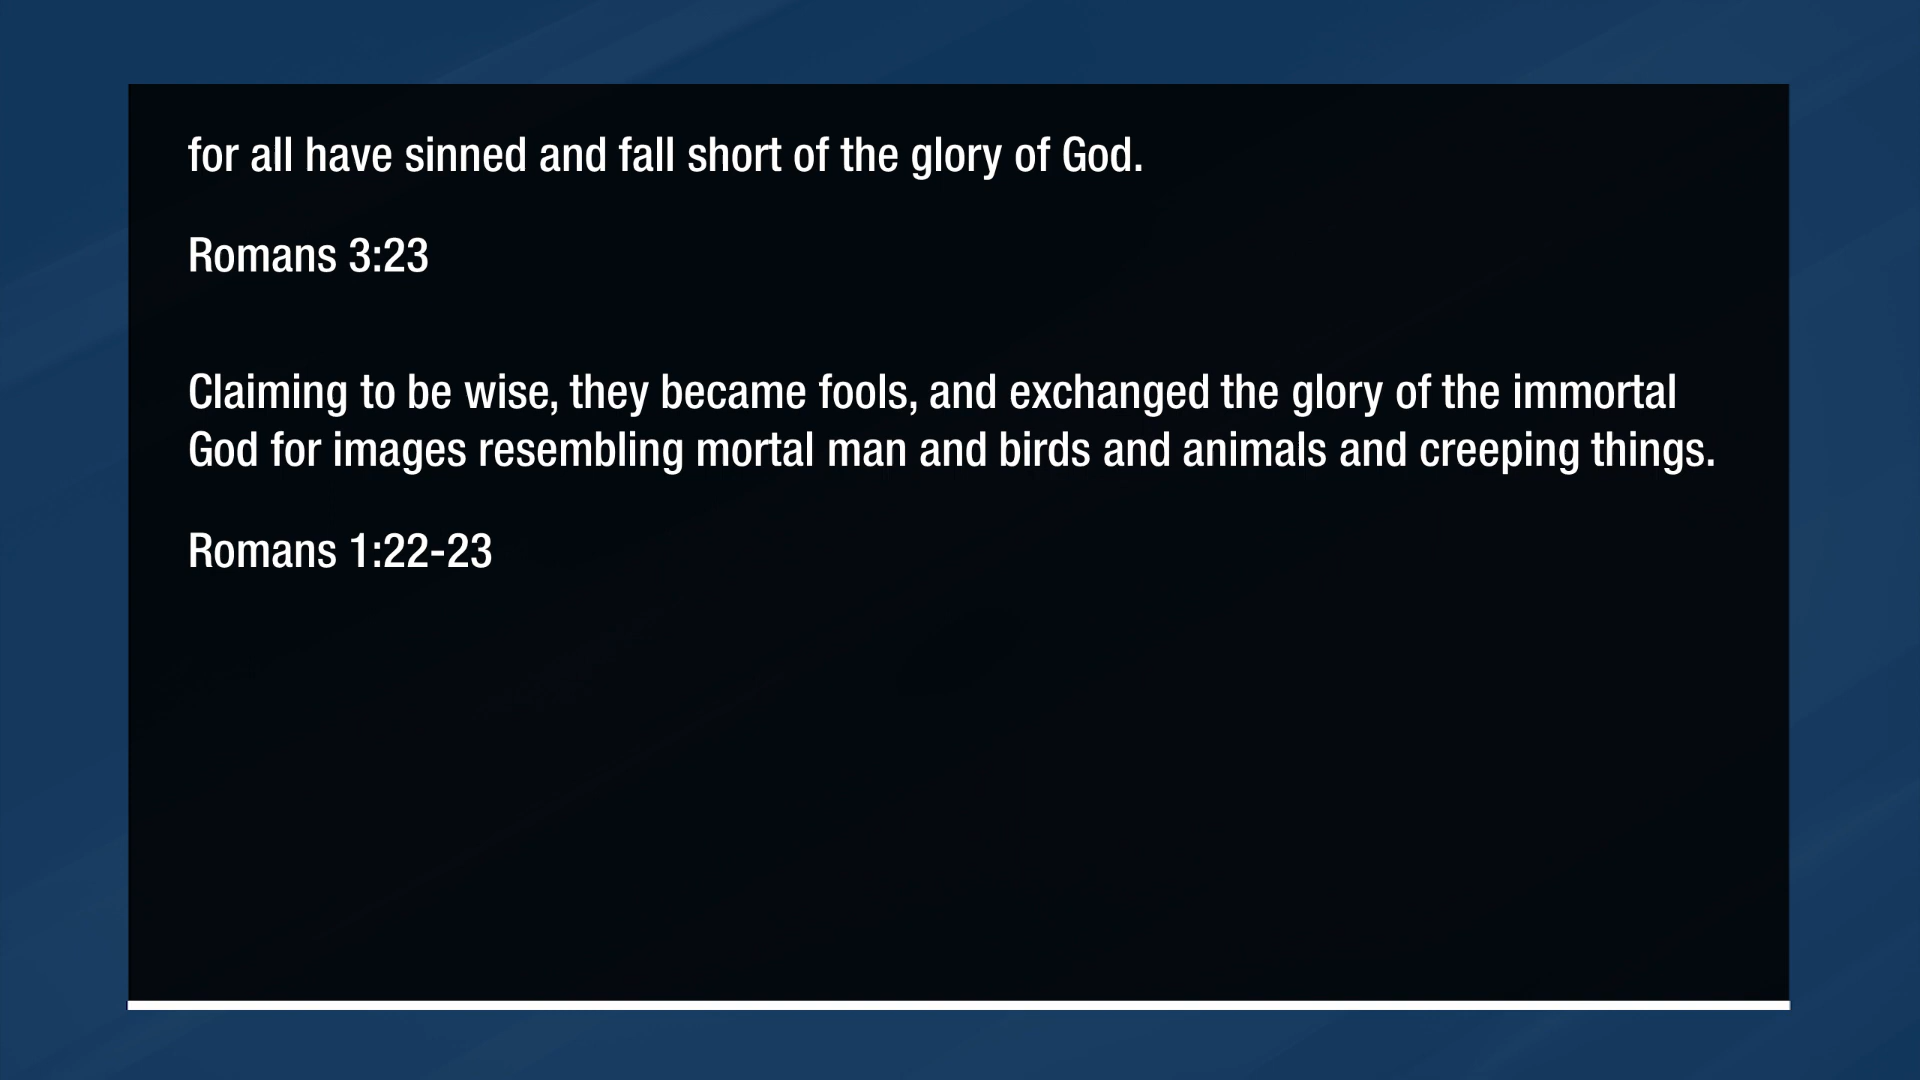 for all have sinned and fall short of the glory of God.
Romans 3:23
Claiming to be wise, they became fools, and exchanged the glory of the immortal
God for images resembling mortal man and birds and animals and creeping things.
Romans 1:22-23